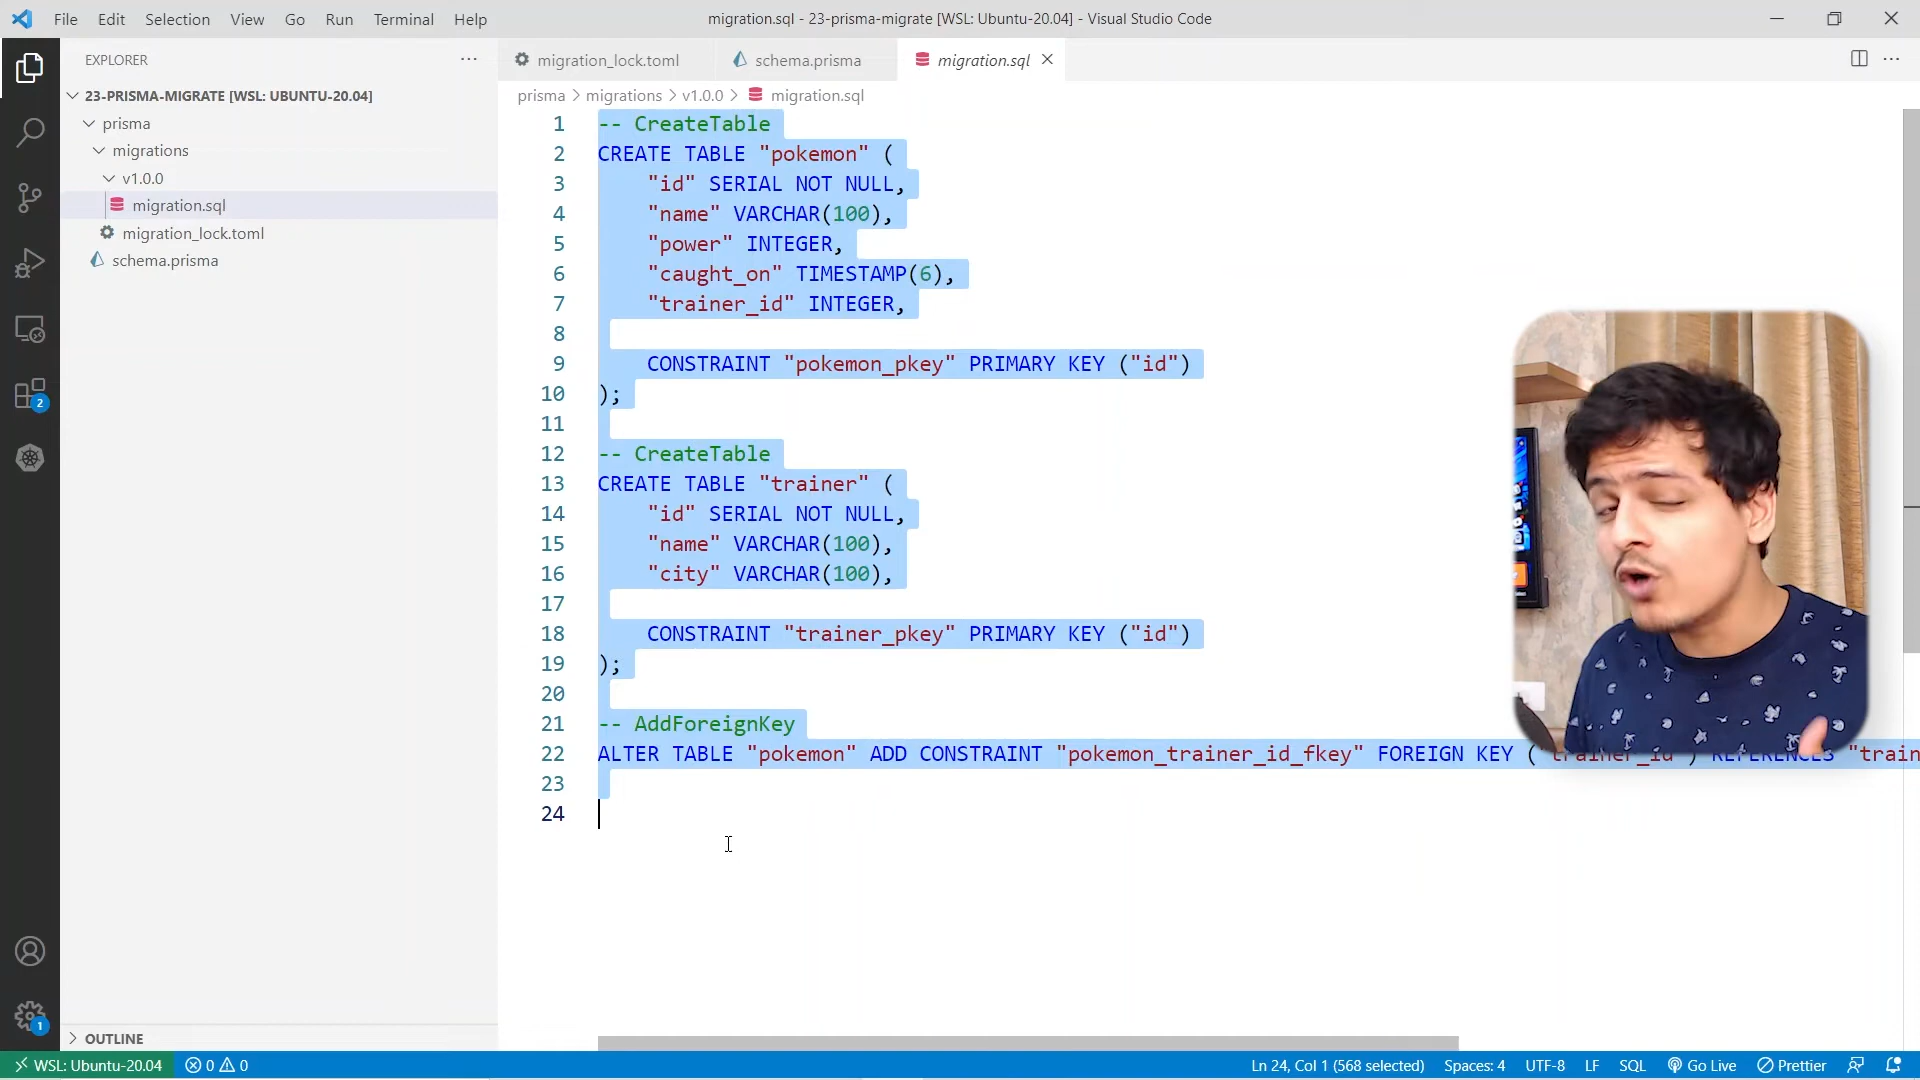 File Edit Selection View Go Run Terminal Help
migration.sql - 23-prisma-migrate [WSL: Ubuntu-20.04] - Visual Studio Code
EXPLORER
23-PRISMA-MIGRATE [WSL: UBUNTU-20.04]
prisma
migrations
v1.0.0
migration.sql
migration_lock.toml
schema.prisma
OUTLINE
2
1
migration_lock.toml schema.prisma migration.sql
prisma > migrations > v1.0.0 > migration.sql
1 -- CreateTable
2 CREATE TABLE "pokemon" (
3 "id" SERIAL NOT NULL,
4 "name" VARCHAR(100),
5 "power" INTEGER,
6 "caught_on" TIMESTAMP(6),
7 "trainer_id" INTEGER,
8
9 CONSTRAINT "pokemon_pkey" PRIMARY KEY ("id")
10 );
11
12 -- CreateTable
13 CREATE TABLE "trainer" (
14 "id" SERIAL NOT NULL,
15 "name" VARCHAR(100),
16 "city" VARCHAR(100),
17
18 CONSTRAINT "trainer_pkey" PRIMARY KEY ("id")
19 );
20
21 -- AddForeignKey
22 ALTER TABLE "pokemon" ADD CONSTRAINT "pokemon_trainer_id_fkey" FOREIGN KEY ("trainer_id") REFERENCES "train
23
24
WSL: Ubuntu-20.04 0 0 Ln 24, Col 1 (568 selected) Spaces: 4 UTF-8 LF SQL Go Live Prettier